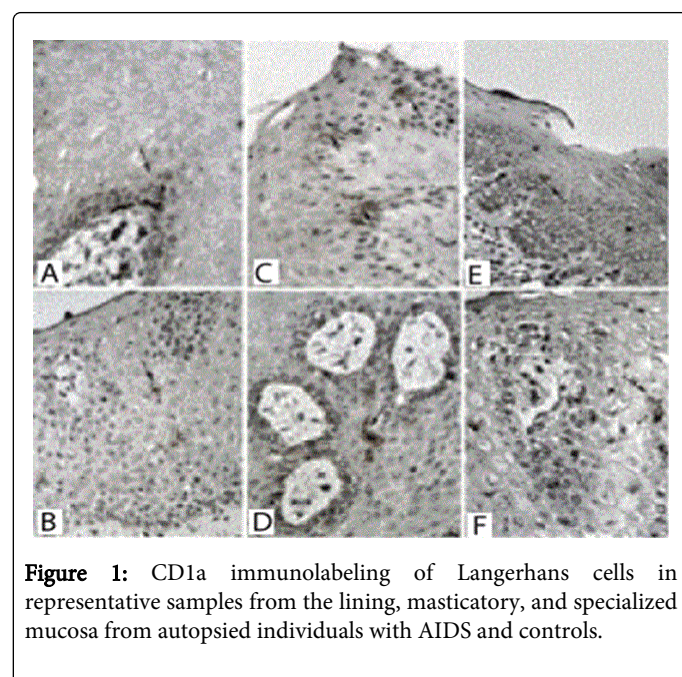 A
C
E
B
D
F
Figure 1: CD1a immunolabeling of Langerhans cells in
representative samples from the lining, masticatory, and specialized
mucosa from autopsied individuals with AIDS and controls.